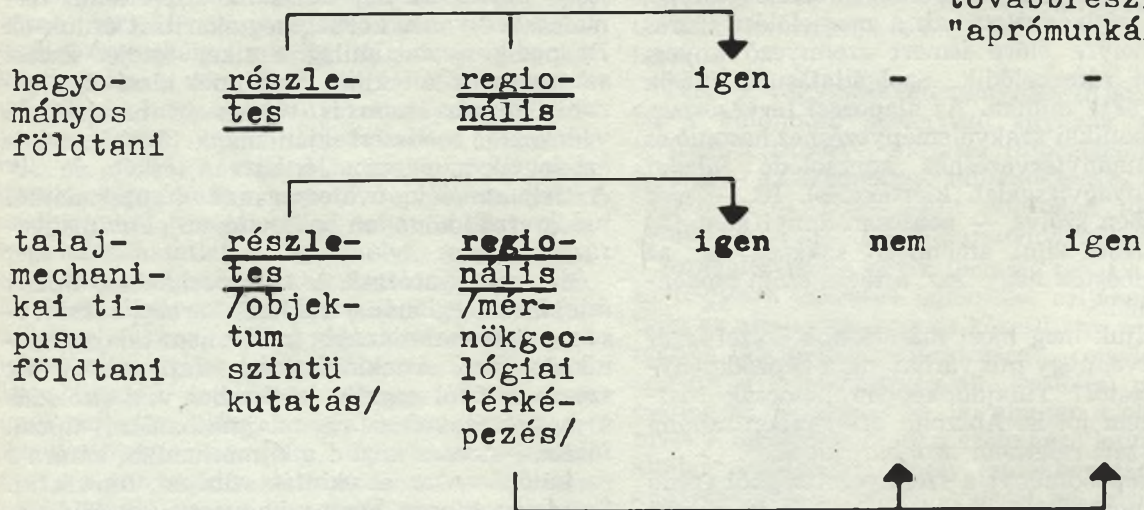 továbbrész
"aprómunká
hagyo- részle- regio- igen - -
mányos tes nális
földtani
talaj- részle- regio- igen nem igen
mechani- tes nális
kai ti- /objek- /mér-
pusu tum nökgeo-
földtani szintü lógiai
kutatás/ térké-
pezés/